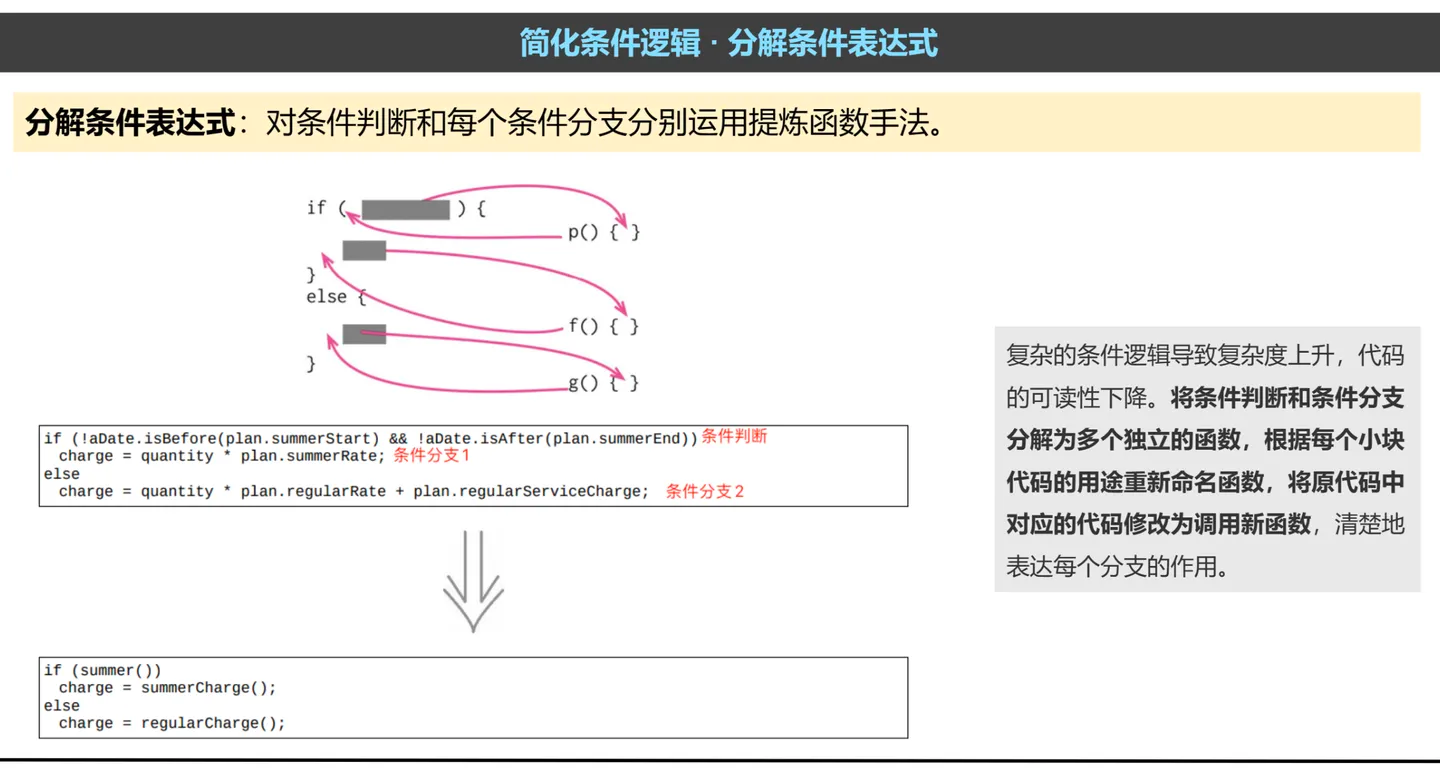 简化条件逻辑 · 分解条件表达式
分解条件表达式：对条件判断和每个条件分支分别运用提炼函数手法。
if ( ) {
p() { }
}
else {
f() { }
}
g() { }
if (!aDate.isBefore(plan.summerStart) && !aDate.isAfter(plan.summerEnd)) 条件判断
charge = quantity * plan.summerRate; 条件分支1
else
charge = quantity * plan.regularRate + plan.regularServiceCharge; 条件分支2
复杂的条件逻辑导致复杂度上升，代码
的可读性下降。将条件判断和条件分支
分解为多个独立的函数，根据每个小块
代码的用途重新命名函数，将原代码中
对应的代码修改为调用新函数，清楚地
表达每个分支的作用。
if (summer())
charge = summerCharge();
else
charge = regularCharge();